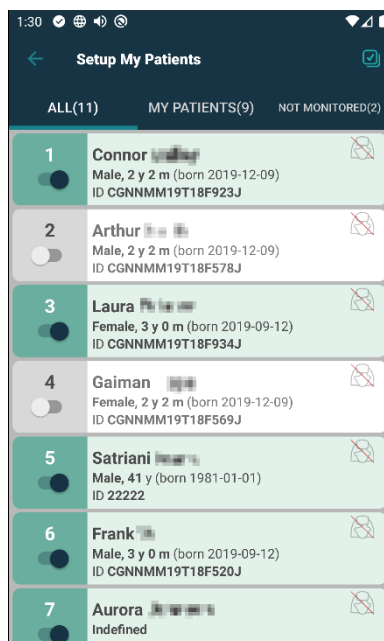 1:30
Setup My Patients
ALL(11) MY PATIENTS(9) NOT MONITORED(2)
1
Connor
Male, 2 y 2 m (born 2019-12-09)
ID CGNNMM19T18F923J
2
Arthur
Male, 2 y 2 m (born 2019-12-09)
ID CGNNMM19T18F578J
3
Laura
Female, 3 y 0 m (born 2019-09-12)
ID CGNNMM19T18F934J
4
Gaiman
Female, 2 y 2 m (born 2019-12-09)
ID CGNNMM19T18F569J
5
Satriani
Male, 41 y (born 1981-01-01)
ID 22222
6
Frank
Male, 3 y 0 m (born 2019-09-12)
ID CGNNMM19T18F520J
7
Aurora
Indefined